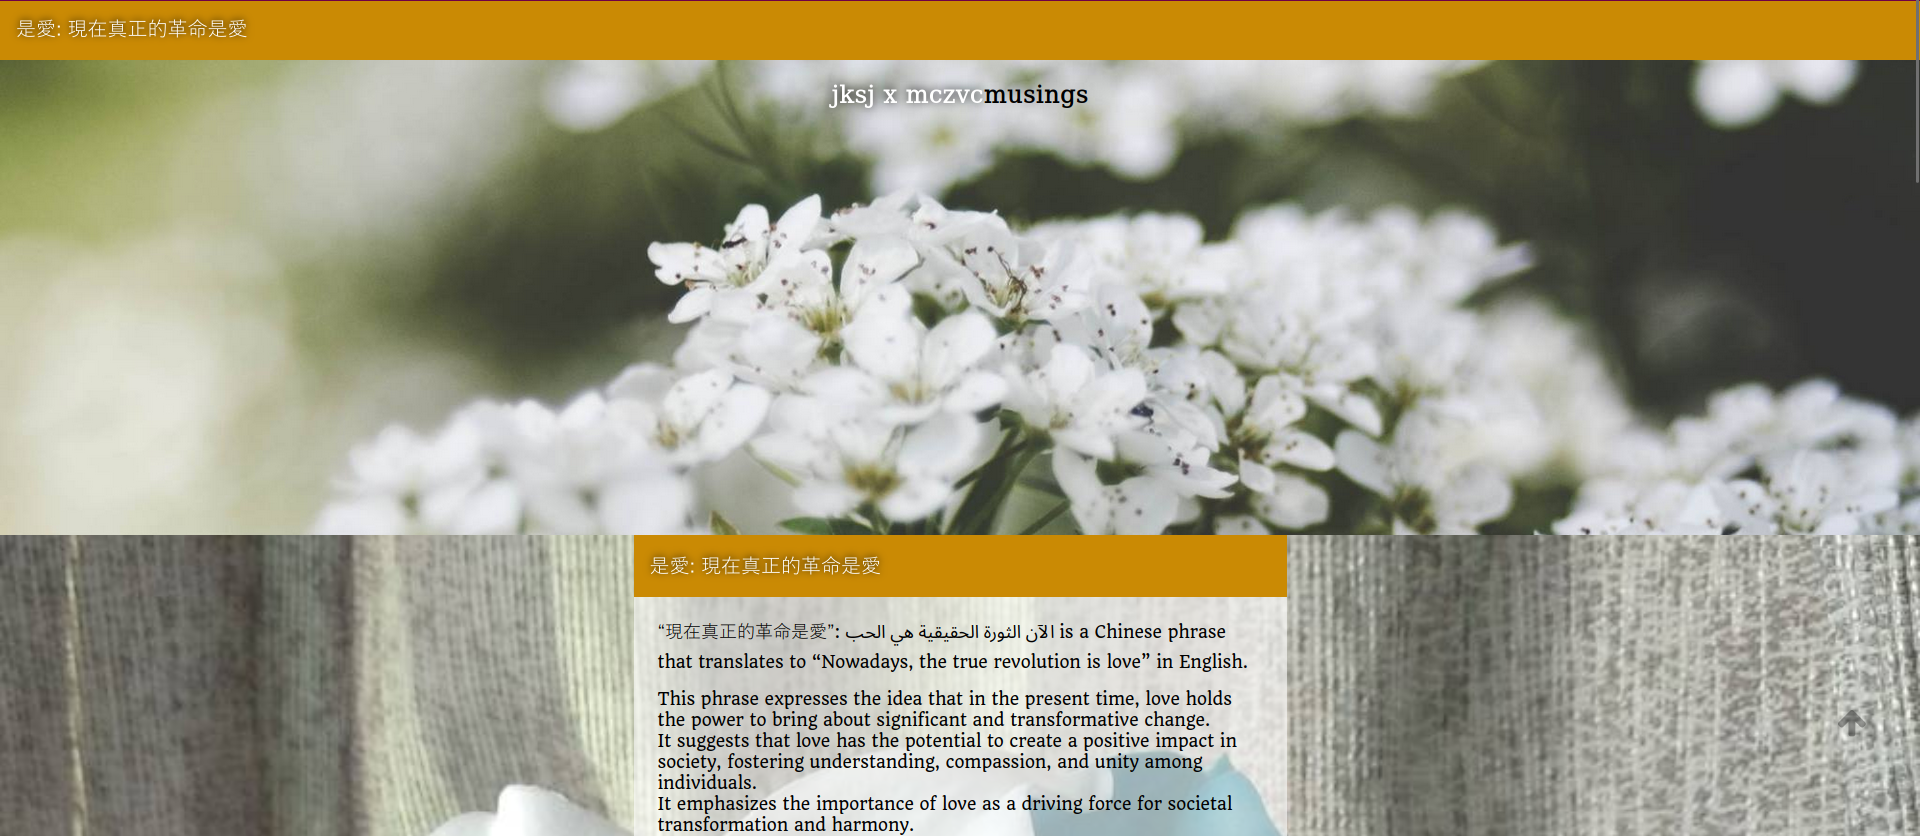 是愛: 現在真正的革命是愛
jksj x mczvcmusings
是愛: 現在真正的革命是愛
“現在真正的革命是愛”: الآن الثورة الحقيقية هي الحب is a Chinese phrase
that translates to “Nowadays, the true revolution is love” in English.
This phrase expresses the idea that in the present time, love holds
the power to bring about significant and transformative change.
It suggests that love has the potential to create a positive impact in
society, fostering understanding, compassion, and unity among
individuals.
It emphasizes the importance of love as a driving force for societal
transformation and harmony.